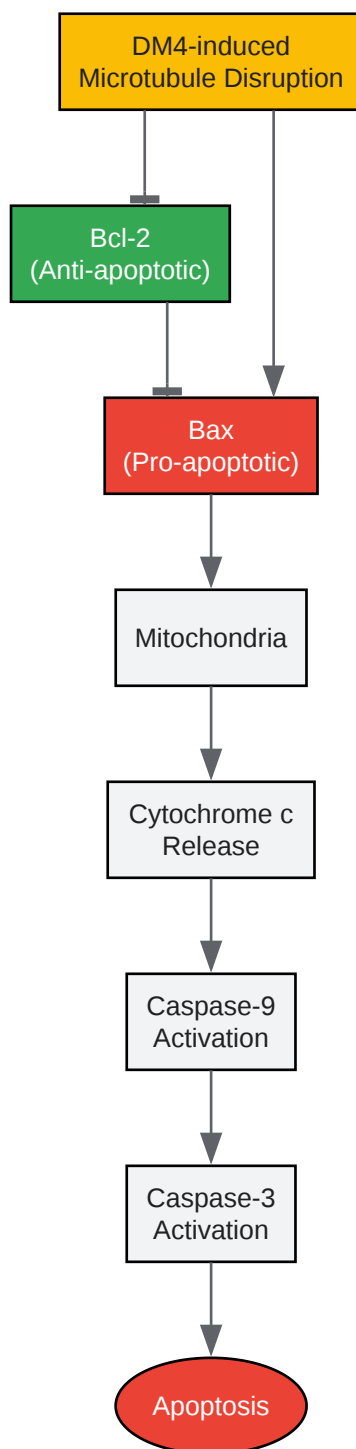 DM4-induced
Microtubule Disruption
Bcl-2
(Anti-apoptotic)
Bax
(Pro-apoptotic)
Mitochondria
Cytochrome c
Release
Caspase-9
Activation
Caspase-3
Activation
Apoptosis